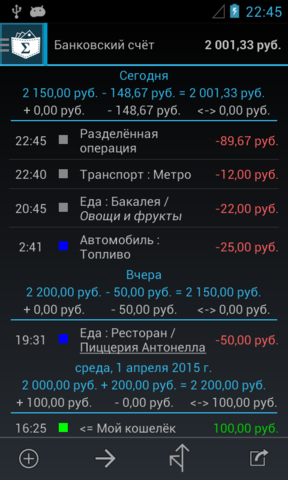 22:45
Σ
Банковский счёт 2 001,33 руб.
Сегодня
2 150,00 руб. - 148,67 руб. = 2 001,33 руб.
+ 0,00 руб. - 148,67 руб. <-> 0,00 руб.
22:45 Разделённая операция -89,67 руб.
22:40 Транспорт : Метро -12,00 руб.
20:45 Еда : Бакалея / Овощи и фрукты -22,00 руб.
2:41 Автомобиль : Топливо -25,00 руб.
Вчера
2 200,00 руб. - 50,00 руб. = 2 150,00 руб.
+ 0,00 руб. - 50,00 руб. <-> 0,00 руб.
19:31 Еда : Ресторан / Пиццерия Антонелла -50,00 руб.
среда, 1 апреля 2015 г.
2 000,00 руб. + 200,00 руб. = 2 200,00 руб.
+ 100,00 руб. - 0,00 руб. <-> 100,00 руб.
16:25 <= Мой кошелёк 100,00 руб.